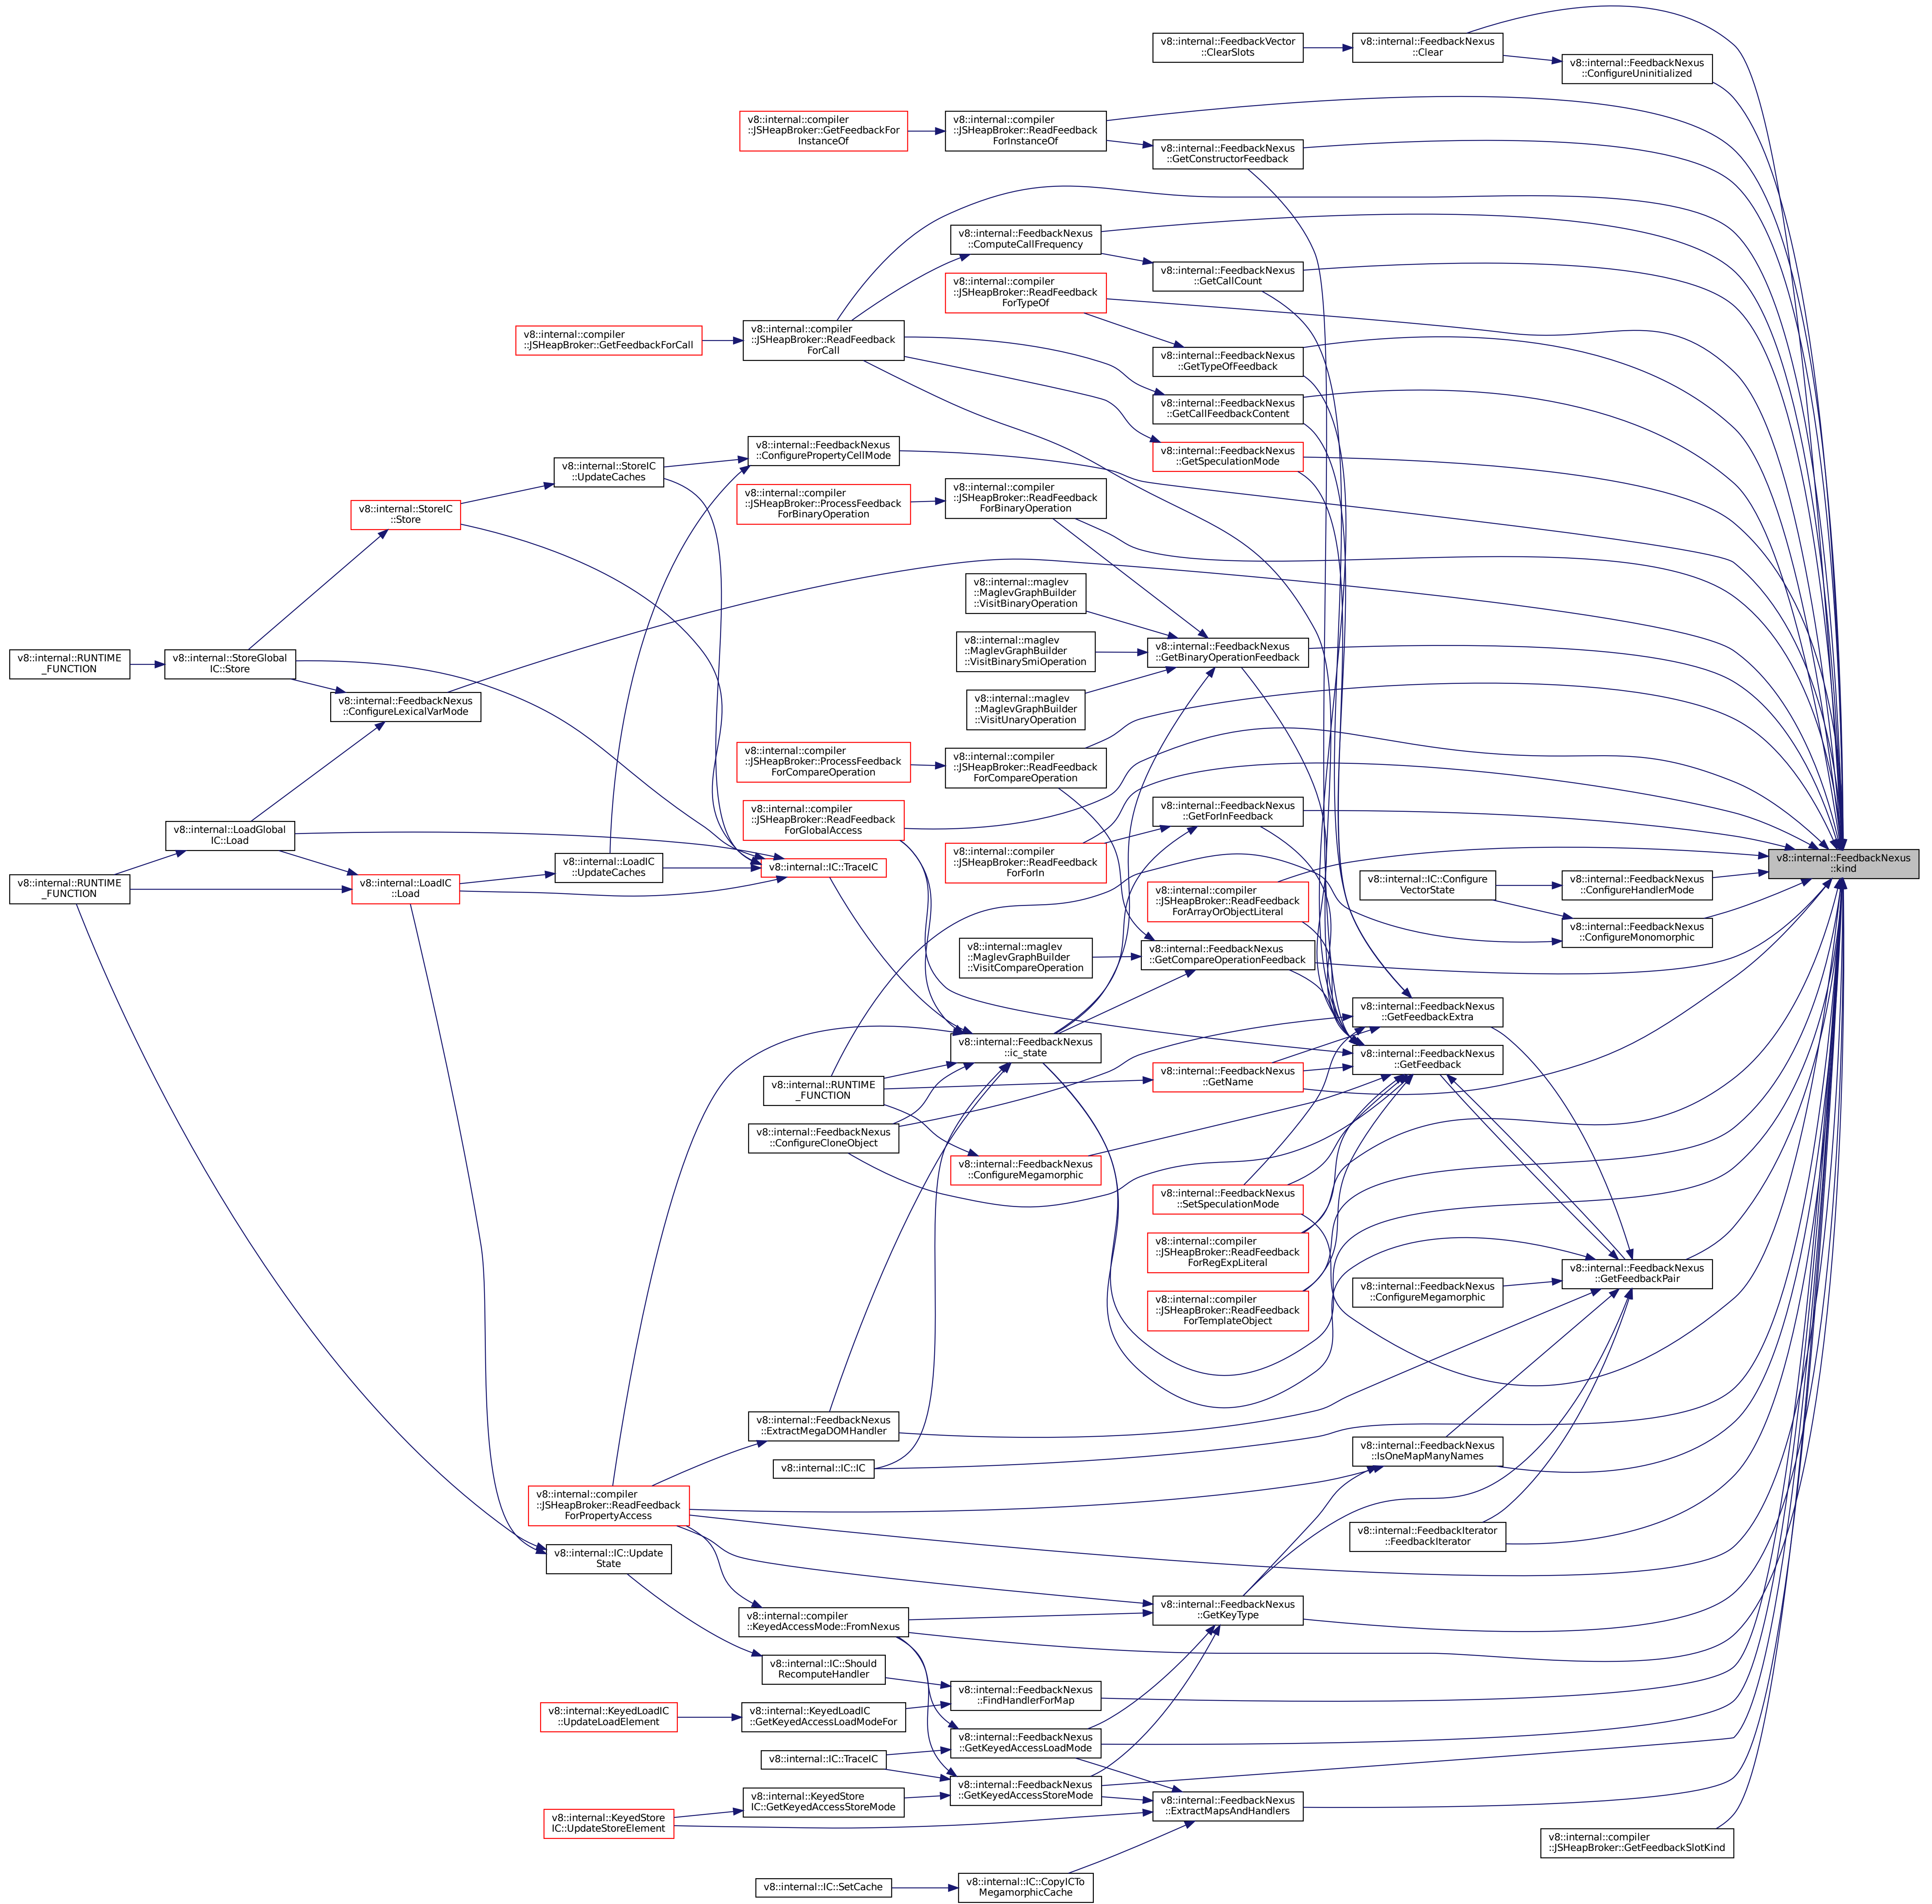 v8::internal::FeedbackVector
::ClearSlots
v8::internal::FeedbackNexus
::Clear
v8::internal::FeedbackNexus
::ConfigureUninitialized
v8::internal::compiler
::JSHeapBroker::GetFeedbackFor
InstanceOf
v8::internal::compiler
::JSHeapBroker::ReadFeedback
ForInstanceOf
v8::internal::FeedbackNexus
::GetConstructorFeedback
v8::internal::FeedbackNexus
::ComputeCallFrequency
v8::internal::FeedbackNexus
::GetCallCount
v8::internal::compiler
::JSHeapBroker::ReadFeedback
ForTypeOf
v8::internal::compiler
::JSHeapBroker::GetFeedbackForCall
v8::internal::compiler
::JSHeapBroker::ReadFeedback
ForCall
v8::internal::FeedbackNexus
::GetTypeOfFeedback
v8::internal::FeedbackNexus
::GetCallFeedbackContent
v8::internal::FeedbackNexus
::GetSpeculationMode
v8::internal::FeedbackNexus
::ConfigurePropertyCellMode
v8::internal::StoreIC
::UpdateCaches
v8::internal::compiler
::JSHeapBroker::ProcessFeedback
ForBinaryOperation
v8::internal::compiler
::JSHeapBroker::ReadFeedback
ForBinaryOperation
v8::internal::StoreIC
::Store
v8::internal::maglev
::MaglevGraphBuilder
::VisitBinaryOperation
v8::internal::maglev
::MaglevGraphBuilder
::VisitBinarySmiOperation
v8::internal::FeedbackNexus
::GetBinaryOperationFeedback
v8::internal::RUNTIME
_FUNCTION
v8::internal::StoreGlobal
IC::Store
v8::internal::FeedbackNexus
::ConfigureLexicalVarMode
v8::internal::maglev
::MaglevGraphBuilder
::VisitUnaryOperation
v8::internal::compiler
::JSHeapBroker::ProcessFeedback
ForCompareOperation
v8::internal::compiler
::JSHeapBroker::ReadFeedback
ForCompareOperation
v8::internal::compiler
::JSHeapBroker::ReadFeedback
ForGlobalAccess
v8::internal::FeedbackNexus
::GetForInFeedback
v8::internal::LoadGlobal
IC::Load
v8::internal::compiler
::JSHeapBroker::ReadFeedback
ForForIn
v8::internal::FeedbackNexus
::kind
v8::internal::LoadIC
::UpdateCaches
v8::internal::IC::TraceIC
v8::internal::RUNTIME
_FUNCTION
v8::internal::LoadIC
::Load
v8::internal::compiler
::JSHeapBroker::ReadFeedback
ForArrayOrObjectLiteral
v8::internal::IC::Configure
VectorState
v8::internal::FeedbackNexus
::ConfigureHandlerMode
v8::internal::FeedbackNexus
::ConfigureMonomorphic
v8::internal::maglev
::MaglevGraphBuilder
::VisitCompareOperation
v8::internal::FeedbackNexus
::GetCompareOperationFeedback
v8::internal::FeedbackNexus
::GetFeedbackExtra
v8::internal::FeedbackNexus
::ic_state
v8::internal::FeedbackNexus
::GetFeedback
v8::internal::RUNTIME
_FUNCTION
v8::internal::FeedbackNexus
::GetName
v8::internal::FeedbackNexus
::ConfigureCloneObject
v8::internal::FeedbackNexus
::ConfigureMegamorphic
v8::internal::FeedbackNexus
::SetSpeculationMode
v8::internal::compiler
::JSHeapBroker::ReadFeedback
ForRegExpLiteral
v8::internal::FeedbackNexus
::GetFeedbackPair
v8::internal::FeedbackNexus
::ConfigureMegamorphic
v8::internal::compiler
::JSHeapBroker::ReadFeedback
ForTemplateObject
v8::internal::FeedbackNexus
::ExtractMegaDOMHandler
v8::internal::FeedbackNexus
::IsOneMapManyNames
v8::internal::IC::IC
v8::internal::compiler
::JSHeapBroker::ReadFeedback
ForPropertyAccess
v8::internal::FeedbackIterator
::FeedbackIterator
v8::internal::IC::Update
State
v8::internal::FeedbackNexus
::GetKeyType
v8::internal::compiler
::KeyedAccessMode::FromNexus
v8::internal::IC::Should
RecomputeHandler
v8::internal::FeedbackNexus
::FindHandlerForMap
v8::internal::KeyedLoadIC
::UpdateLoadElement
v8::internal::KeyedLoadIC
::GetKeyedAccessLoadModeFor
v8::internal::FeedbackNexus
::GetKeyedAccessLoadMode
v8::internal::IC::TraceIC
v8::internal::FeedbackNexus
::GetKeyedAccessStoreMode
v8::internal::KeyedStore
IC::GetKeyedAccessStoreMode
v8::internal::FeedbackNexus
::ExtractMapsAndHandlers
v8::internal::KeyedStore
IC::UpdateStoreElement
v8::internal::compiler
::JSHeapBroker::GetFeedbackSlotKind
v8::internal::IC::SetCache
v8::internal::IC::CopyICTo
MegamorphicCache